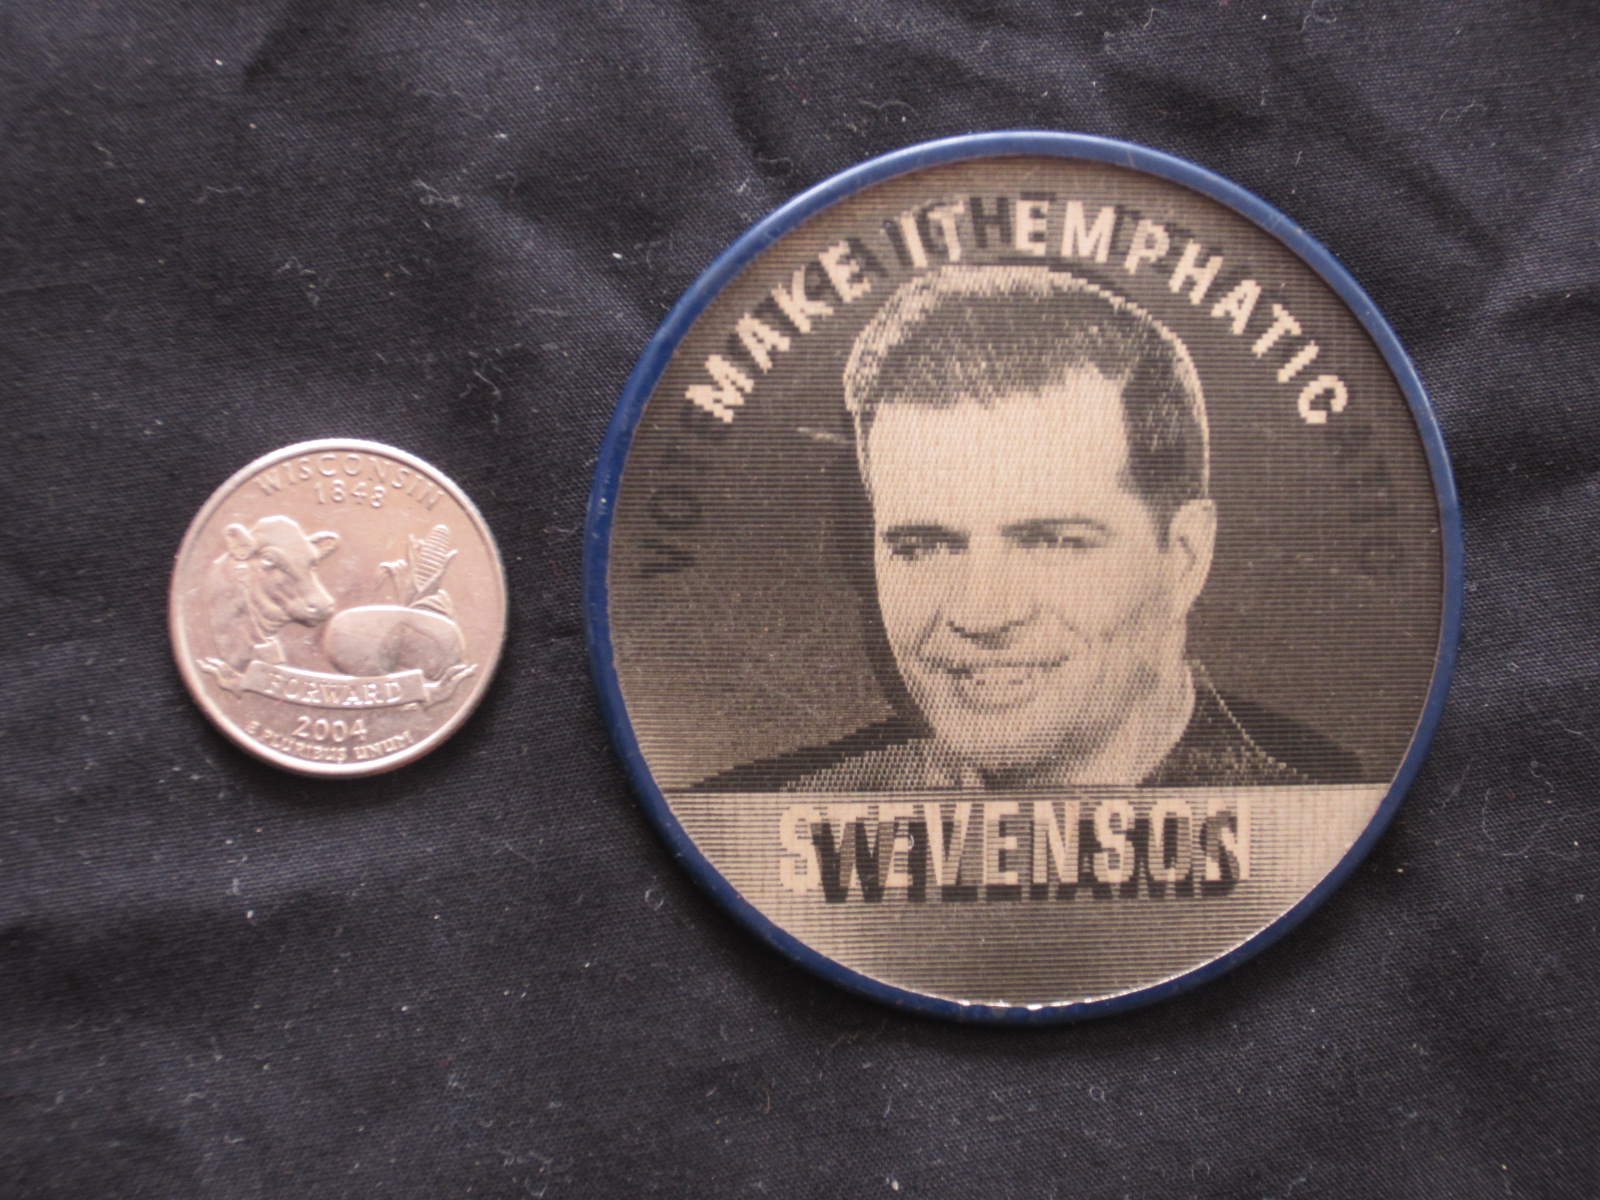 WISCONSIN
1848
FORWARD
2004
E PLURIBUS UNUM
MAKE IT EMPHATIC
STEVENSON